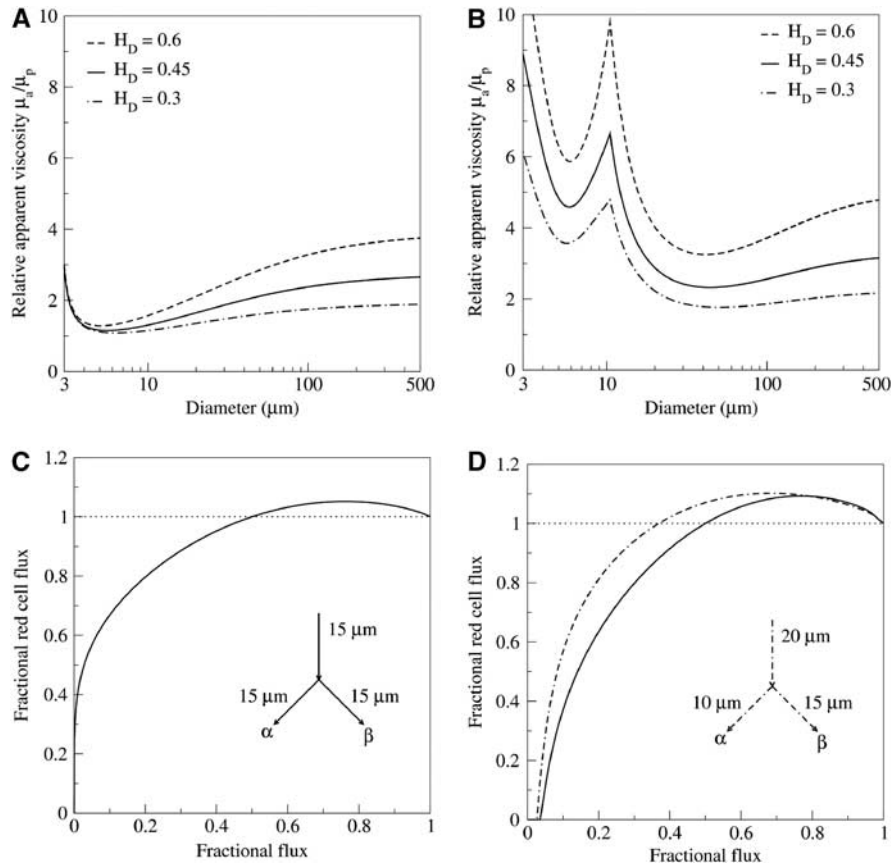 A
Relative apparent viscosity μa/μp
10
8
6
4
2
0
H_D = 0.6
H_D = 0.45
H_D = 0.3
3
10
100
500
Diameter (μm)
B
Relative apparent viscosity μa/μp
10
8
6
4
2
0
H_D = 0.6
H_D = 0.45
H_D = 0.3
3
10
100
500
Diameter (μm)
C
Fractional red cell flux
1.2
1
0.8
0.6
0.4
0.2
0
15 μm
15 μm
15 μm
α
β
0
0.2
0.4
0.6
0.8
1
Fractional flux
D
Fractional red cell flux
1.2
1
0.8
0.6
0.4
0.2
0
20 μm
10 μm
15 μm
α
β
0
0.2
0.4
0.6
0.8
1
Fractional flux